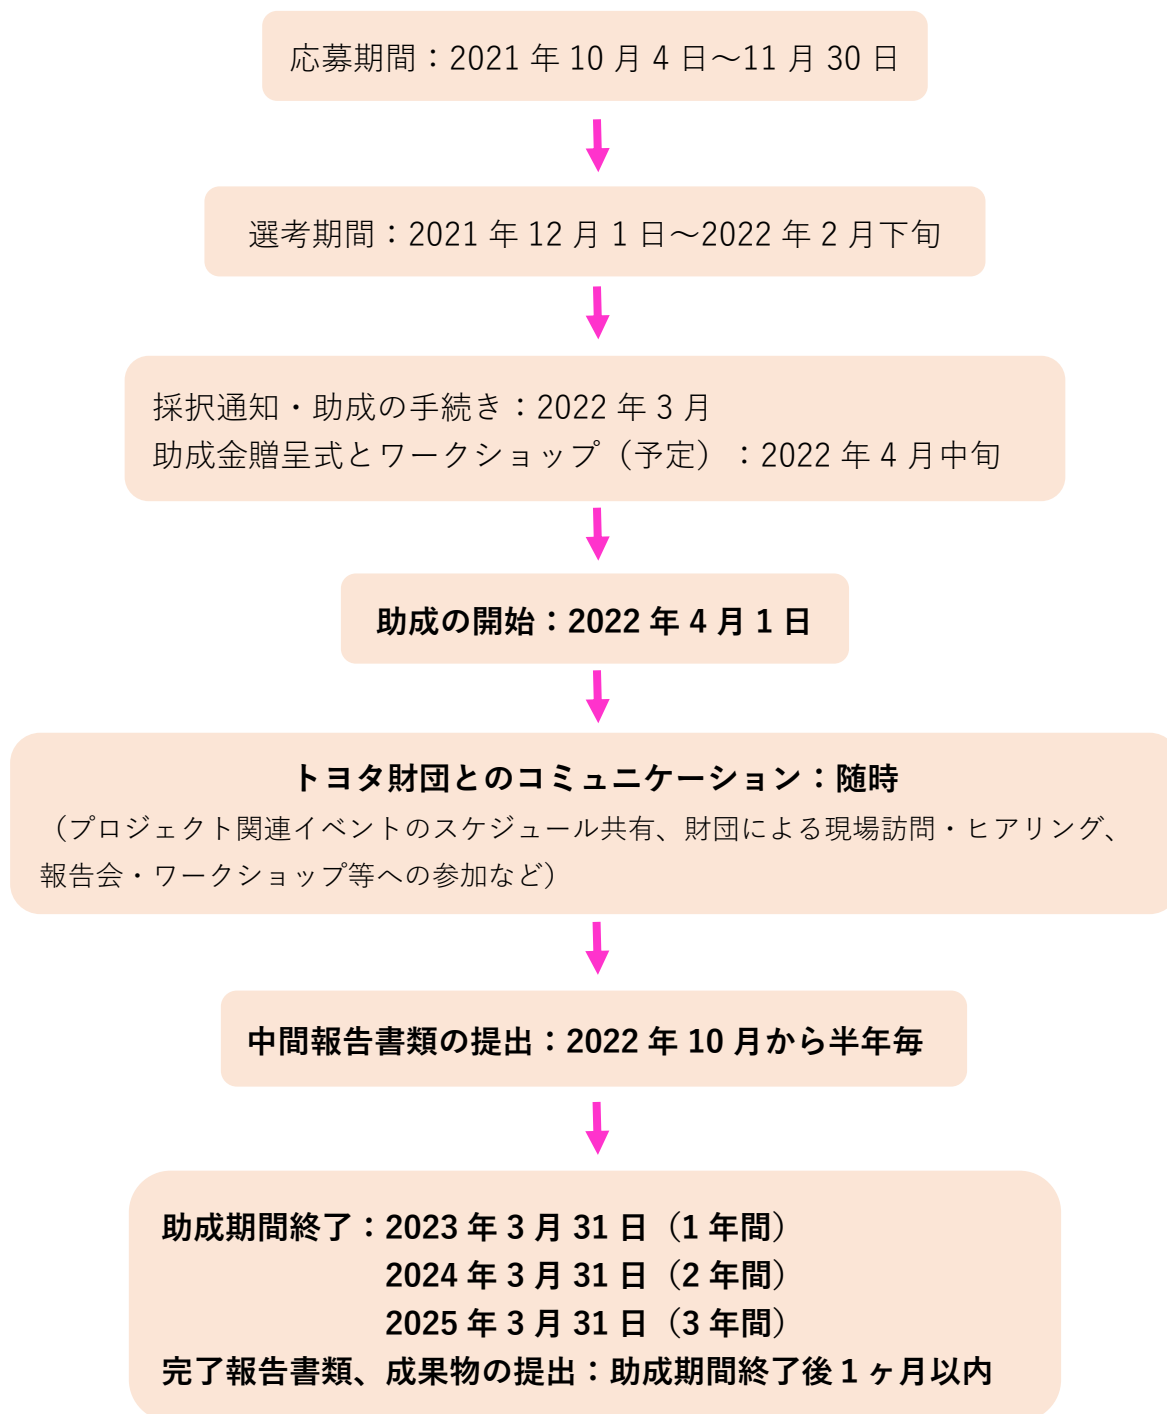 応募期間：2021 年 10 月 4 日～11 月 30 日
選考期間：2021 年 12 月 1 日～2022 年 2 月下旬
採択通知・助成の手続き：2022 年 3 月
助成金贈呈式とワークショップ（予定）：2022 年 4 月中旬
助成の開始：2022 年 4 月 1 日
トヨタ財団とのコミュニケーション：随時
（プロジェクト関連イベントのスケジュール共有、財団による現場訪問・ヒアリング、
報告会・ワークショップ等への参加など）
中間報告書類の提出：2022 年 10 月から半年毎
助成期間終了：2023 年 3 月 31 日（1 年間）
2024 年 3 月 31 日（2 年間）
2025 年 3 月 31 日（3 年間）
完了報告書類、成果物の提出：助成期間終了後 1 ヶ月以内